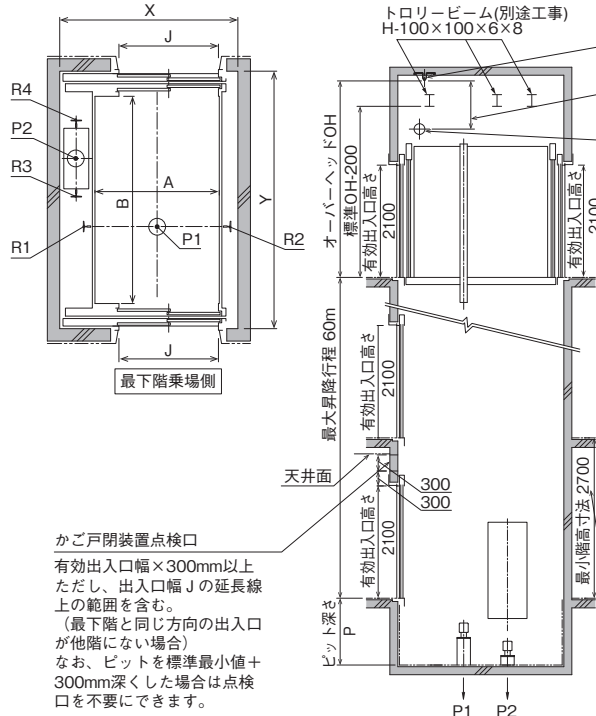 X
J
R4
P2
R3
A
B
Y
R1
P1
R2
J
最下階乗場側
トロリービーム(別途工事)
H-100×100×6×8
オーバーヘッドOH
標準OH-200
有効出入口高さ
2100
有効出入口高さ
2100
最大昇降行程 60m
有効出入口高さ
2100
天井面
300
300
有効出入口高さ
2100
最小階高寸法 2700
ピット深さ
P
P1
P2
かご戸閉装置点検口
有効出入口幅×300mm以上
ただし、出入口幅Jの延長線
上の範囲を含む。
(最下階と同じ方向の出入口
が他階にない場合)
なお、ピットを標準最小値+
300mm深くした場合は点検
口を不要にできます。